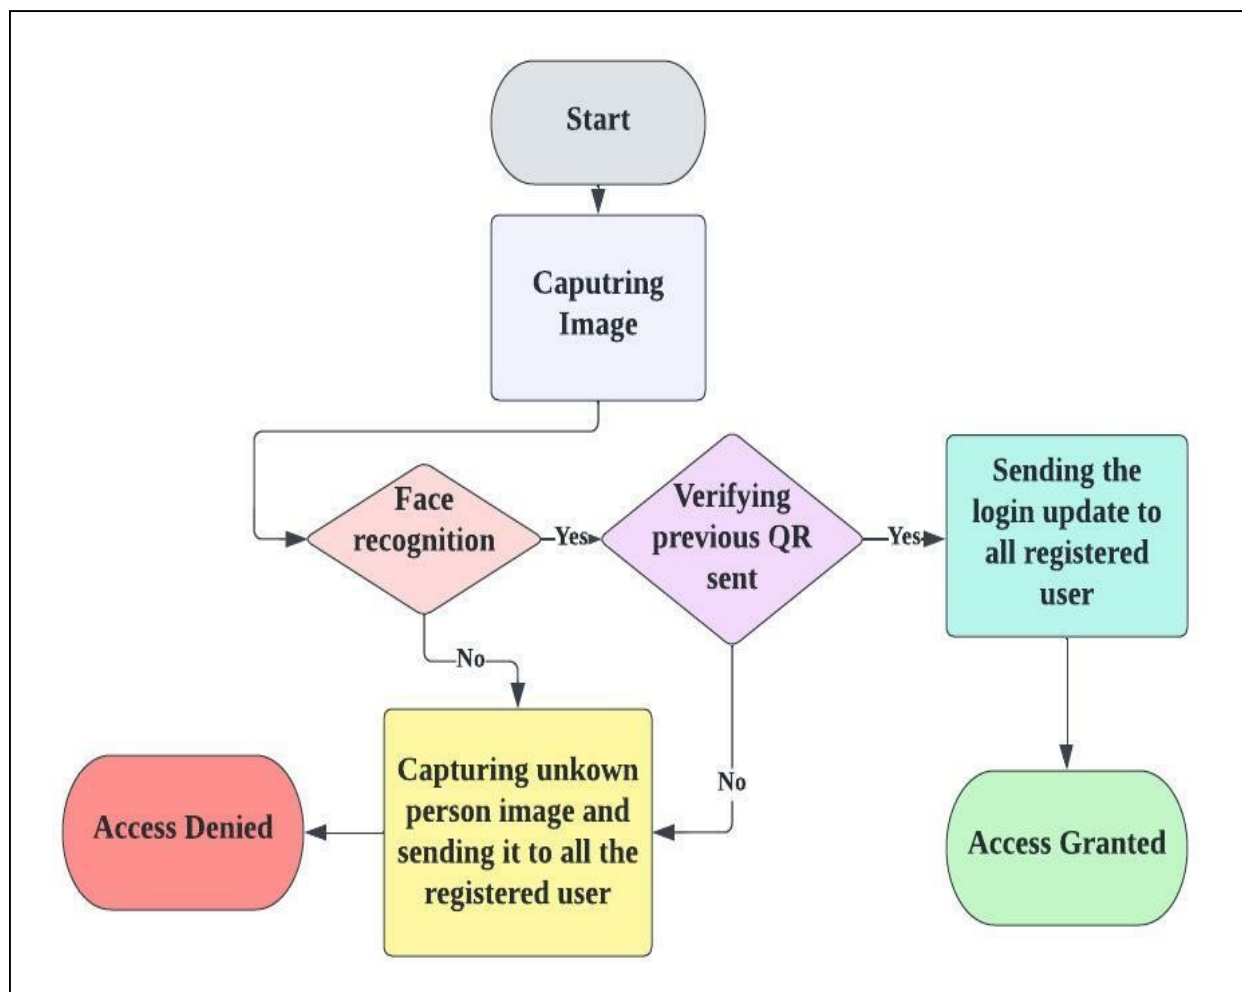 Start
Caputring
Image
Face
recognition
Yes
Verifying
previous QR
sent
Yes
Sending the
login update to
all registered
user
No
No
Capturing unkown
person image and
sending it to all the
registered user
Access Denied
Access Granted